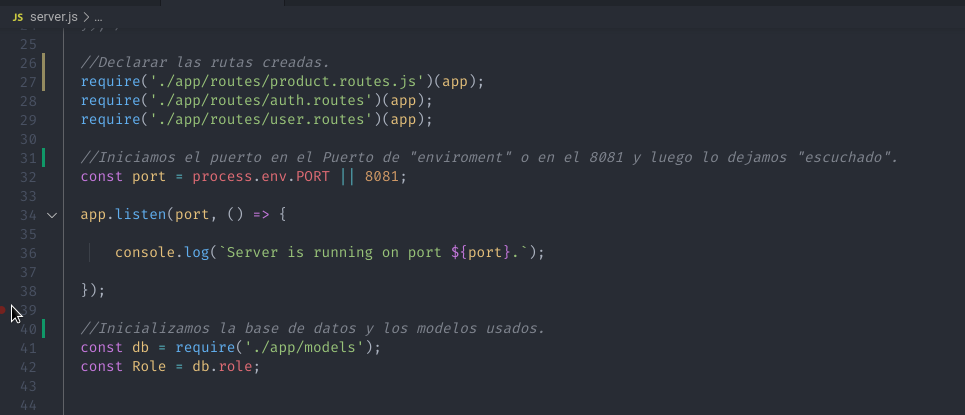 JS server.js > ...
25
26 //Declarar las rutas creadas.
27 require('./app/routes/product.routes.js')(app);
28 require('./app/routes/auth.routes')(app);
29 require('./app/routes/user.routes')(app);
30
31 //Iniciamos el puerto en el Puerto de "enviroment" o en el 8081 y luego lo dejamos "escuchado".
32 const port = process.env.PORT || 8081;
33
34 app.listen(port, () => {
35
36 console.log(`Server is running on port ${port}.`);
37
38 });
39
40 //Inicializamos la base de datos y los modelos usados.
41 const db = require('./app/models');
42 const Role = db.role;
43
44